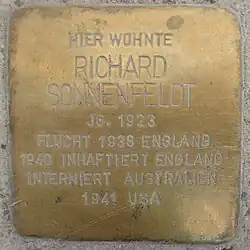 HIER WOHNTE
RICHARD
SONNENFELDT
JG. 1923
FLUCHT 1938 ENGLAND
1940 INHAFTIERT ENGLAND
INTERNIERT AUSTRALIEN
1941 USA